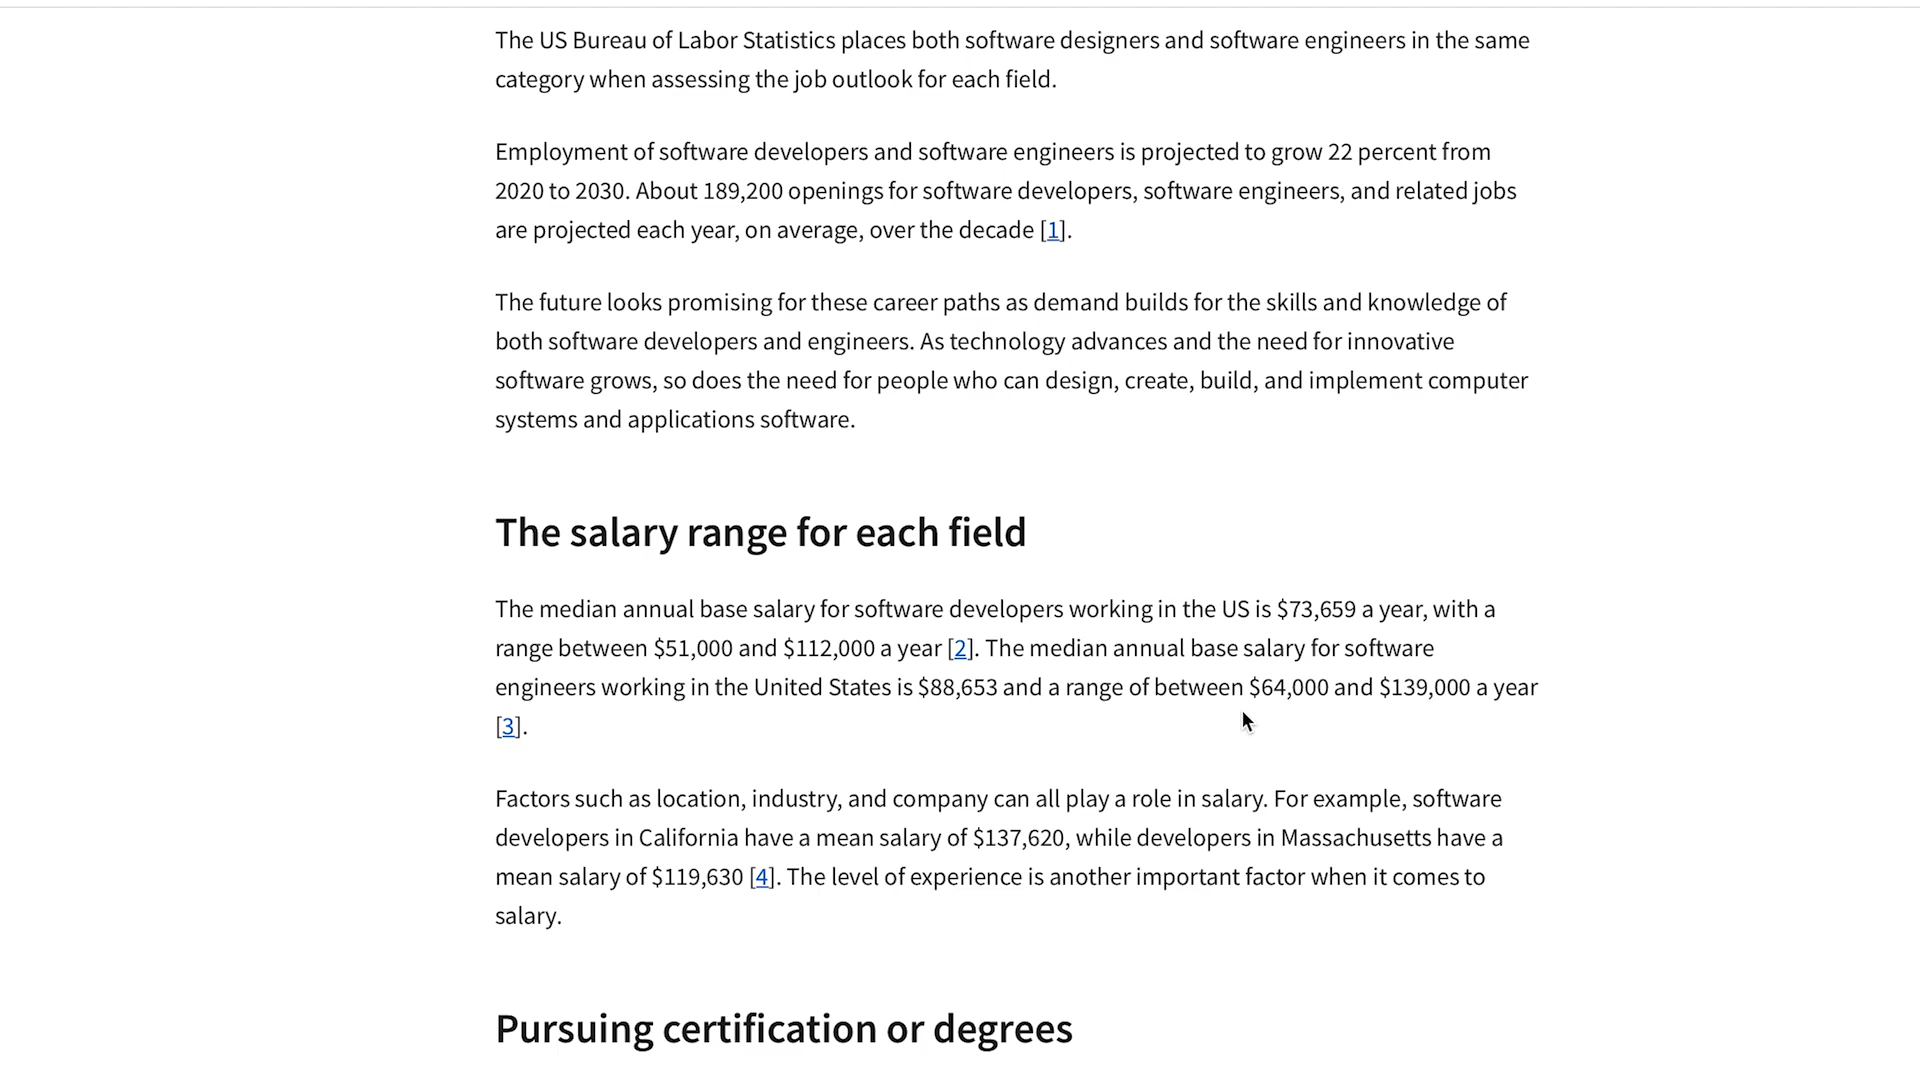 The US Bureau of Labor Statistics places both software designers and software engineers in the same
category when assessing the job outlook for each field.
Employment of software developers and software engineers is projected to grow 22 percent from
2020 to 2030. About 189,200 openings for software developers, software engineers, and related jobs
are projected each year, on average, over the decade [1].
The future looks promising for these career paths as demand builds for the skills and knowledge of
both software developers and engineers. As technology advances and the need for innovative
software grows, so does the need for people who can design, create, build, and implement computer
systems and applications software.
The salary range for each field
The median annual base salary for software developers working in the US is $73,659 a year, with a
range between $51,000 and $112,000 a year [2]. The median annual base salary for software
engineers working in the United States is $88,653 and a range of between $64,000 and $139,000 a year
[3].
Factors such as location, industry, and company can all play a role in salary. For example, software
developers in California have a mean salary of $137,620, while developers in Massachusetts have a
mean salary of $119,630 [4]. The level of experience is another important factor when it comes to
salary.
Pursuing certification or degrees